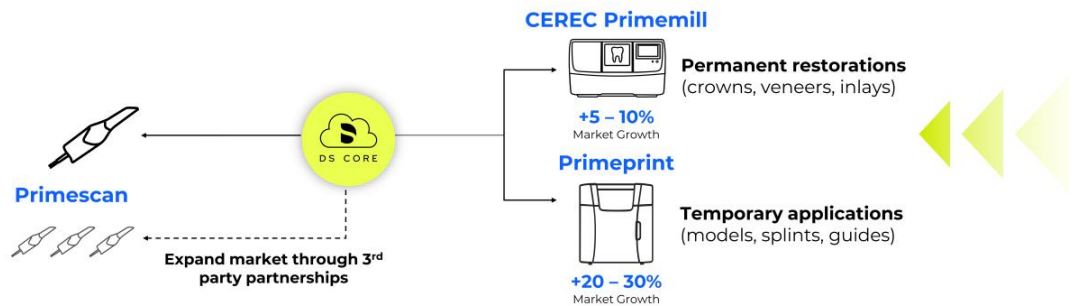 CEREC Primemill
Permanent restorations
(crowns, veneers, inlays)
+5 – 10%
Market Growth
DS CORE
Primescan
Primeprint
Temporary applications
(models, splints, guides)
Expand market through 3rd
party partnerships
+20 – 30%
Market Growth